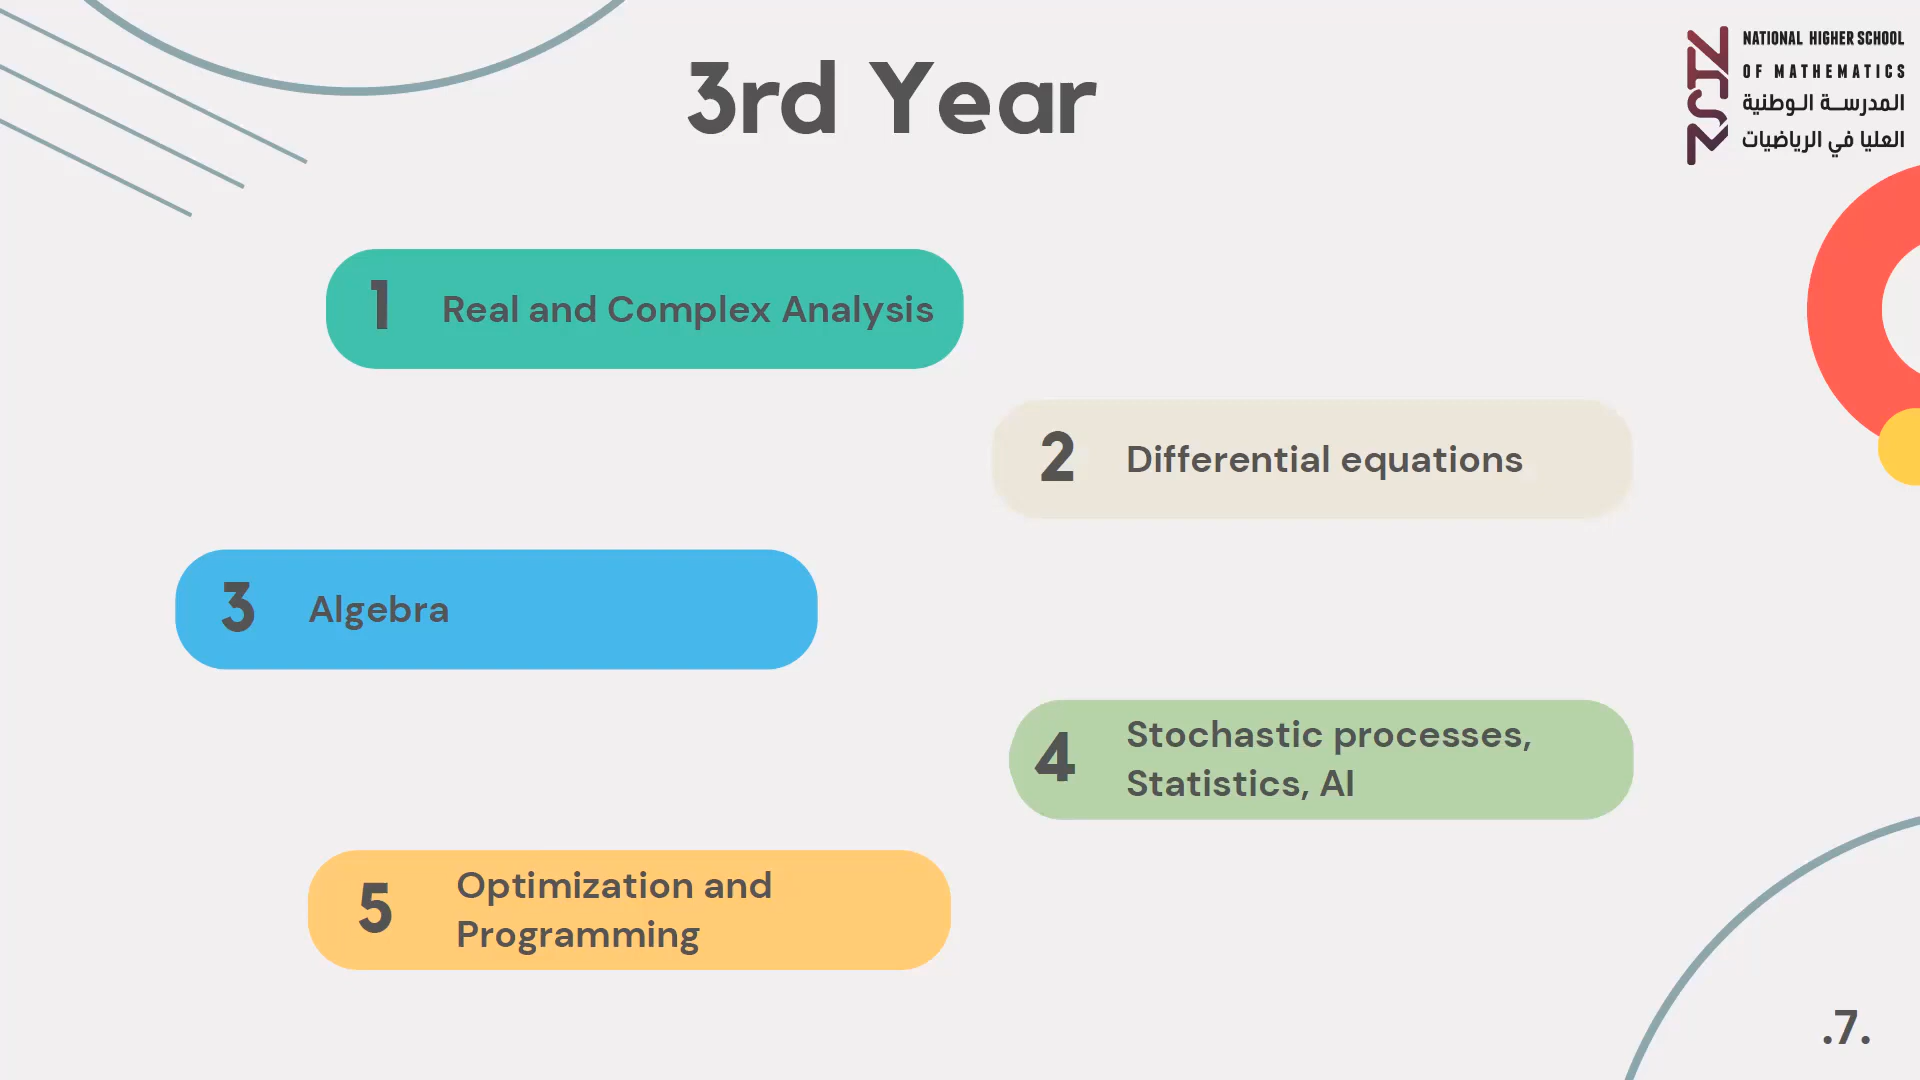 3rd Year
NATIONAL HIGHER SCHOOL
OF MATHEMATICS
المدرسة الوطنية
العليا في الرياضيات
1 Real and Complex Analysis
2 Differential equations
3 Algebra
4 Stochastic processes,
Statistics, AI
5 Optimization and
Programming
.7.